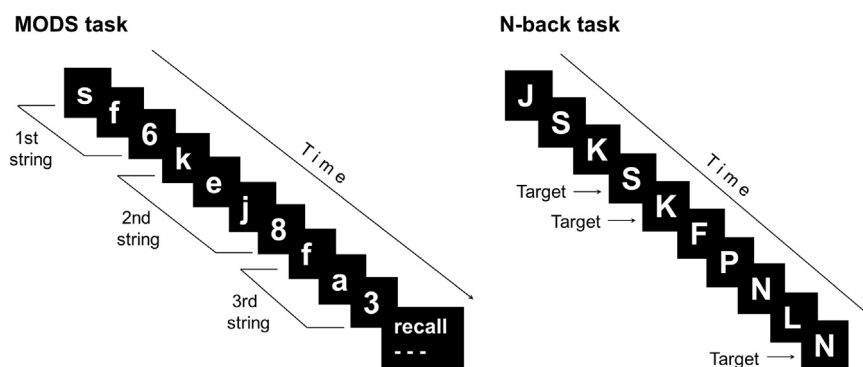 MODS task
s
f
6
k
e
j
8
f
a
3
recall
- - -
1st
string
2nd
string
3rd
string
Time
N-back task
J
S
K
S
K
F
P
N
L
N
Target
Target
Target
Time